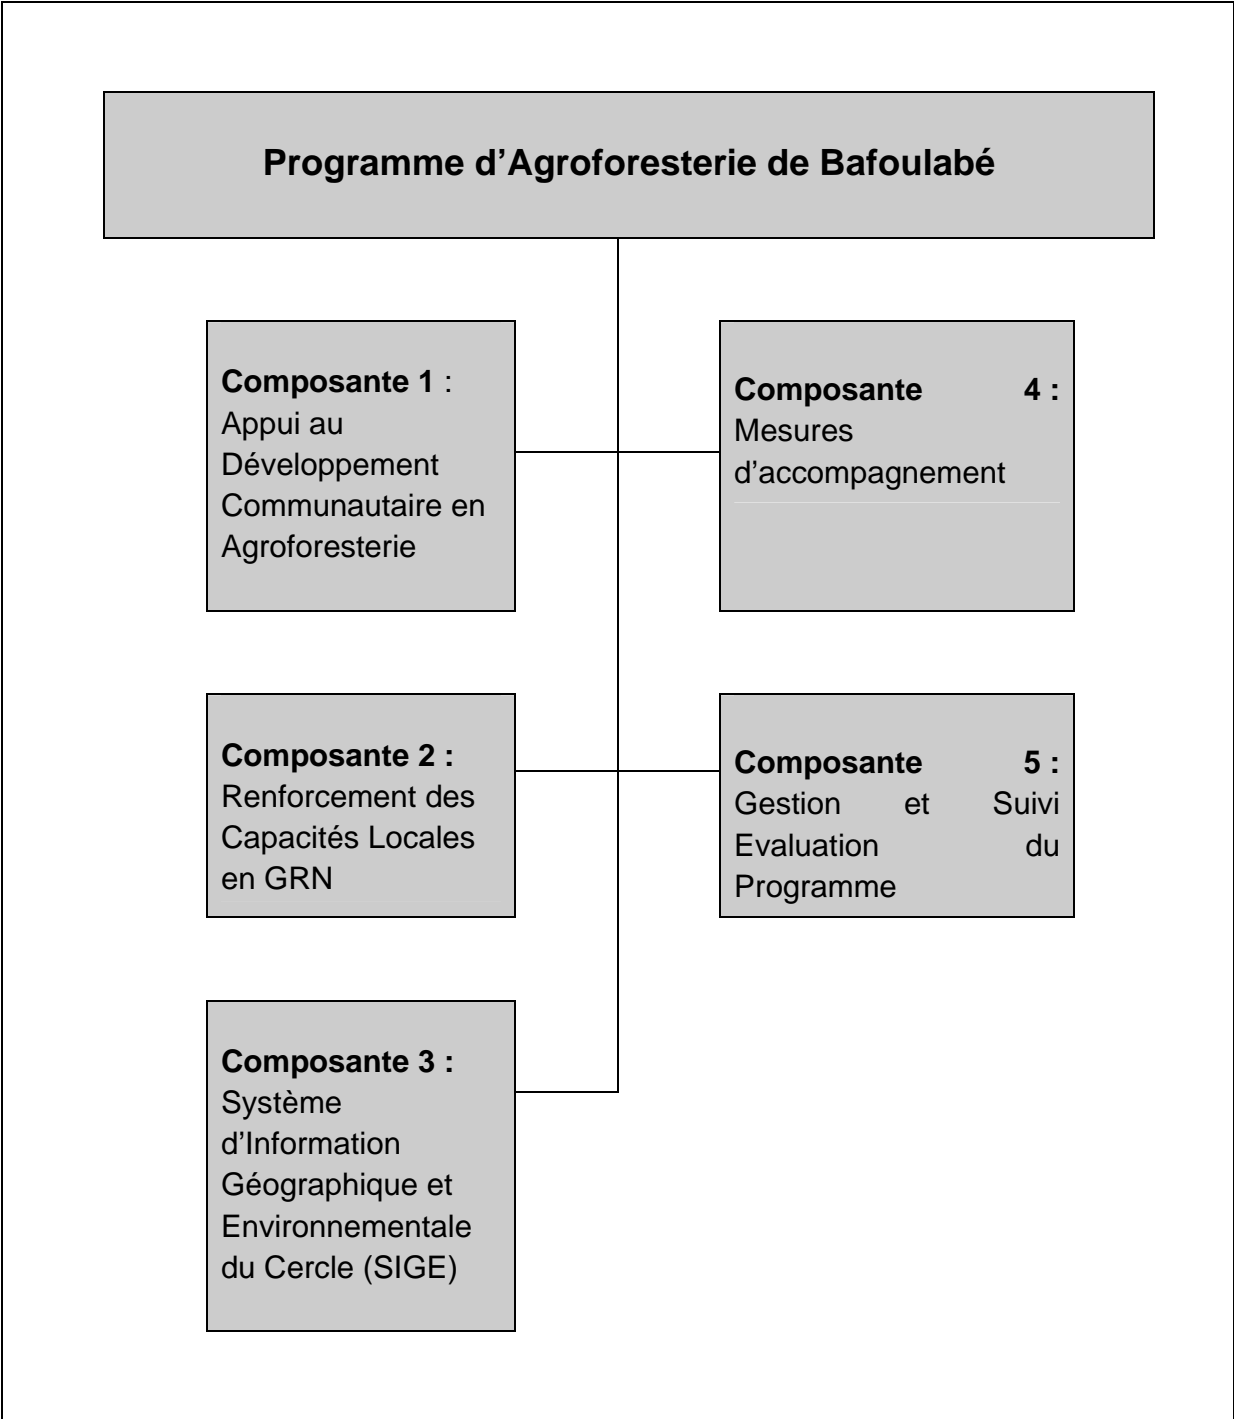 Programme d’Agroforesterie de Bafoulabé
Composante 1 :
Appui au
Développement
Communautaire en
Agroforesterie
Composante 4 :
Mesures
d’accompagnement
Composante 2 :
Renforcement des
Capacités Locales
en GRN
Composante 5 :
Gestion et Suivi
Evaluation du
Programme
Composante 3 :
Système
d’Information
Géographique et
Environnementale
du Cercle (SIGE)